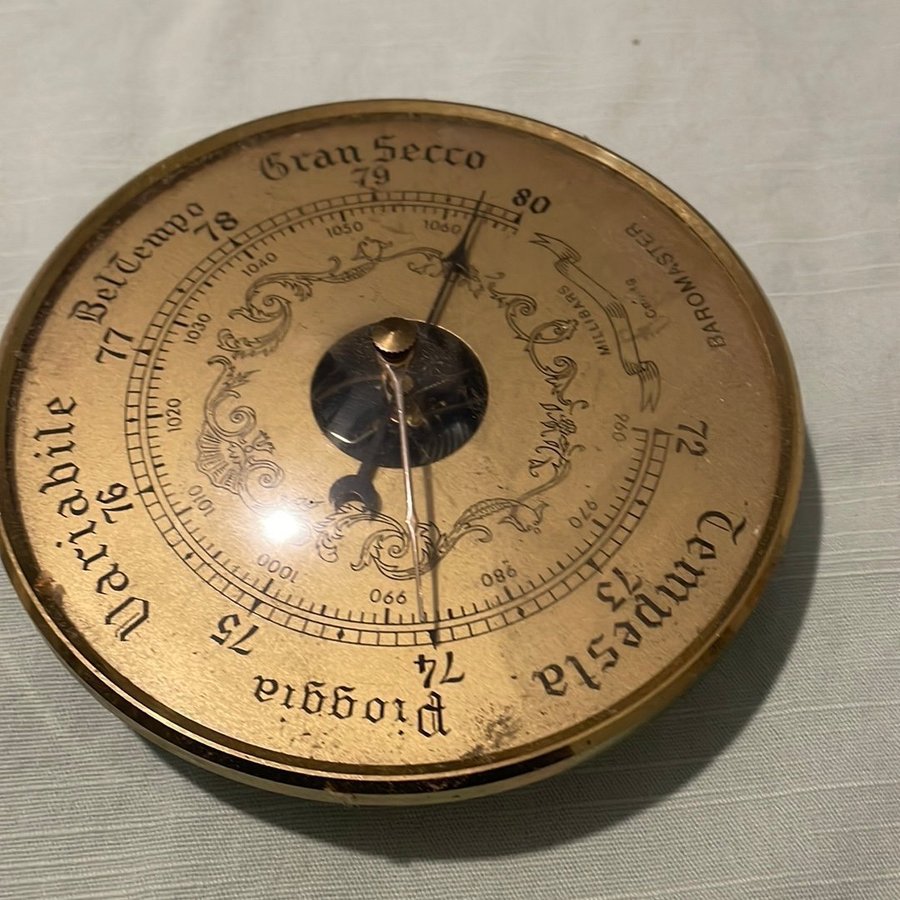 Gran Secco
Bel Tempo
Variabile
Pioggia
Tempesta
72
73
74
75
76
77
78
79
80
960
970
980
990
1000
1010
1020
1030
1040
1050
1060
MILLIBARS
BAROMASTER